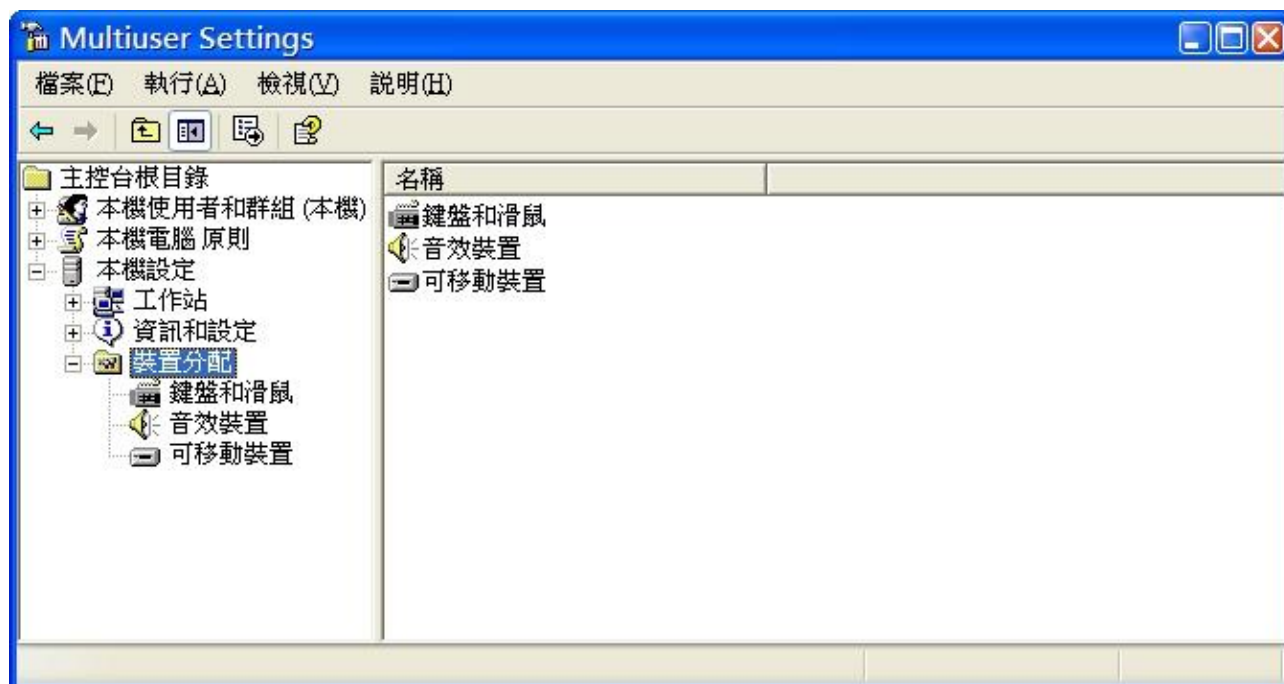 Multiuser Settings
檔案(F) 執行(A) 檢視(V) 說明(H)
主控台根目錄
本機使用者和群組 (本機)
本機電腦 原則
本機設定
工作站
資訊和設定
裝置分配
鍵盤和滑鼠
音效裝置
可移動裝置
名稱
鍵盤和滑鼠
音效裝置
可移動裝置